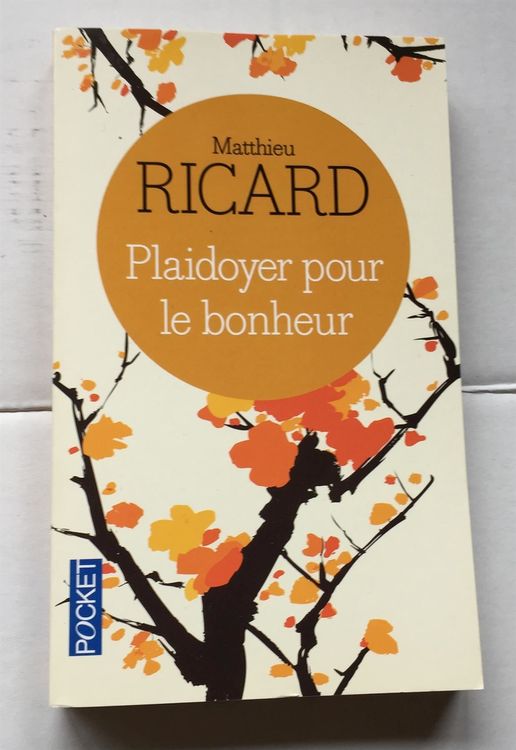 Matthieu
RICARD
Plaidoyer pour
le bonheur
POCKET